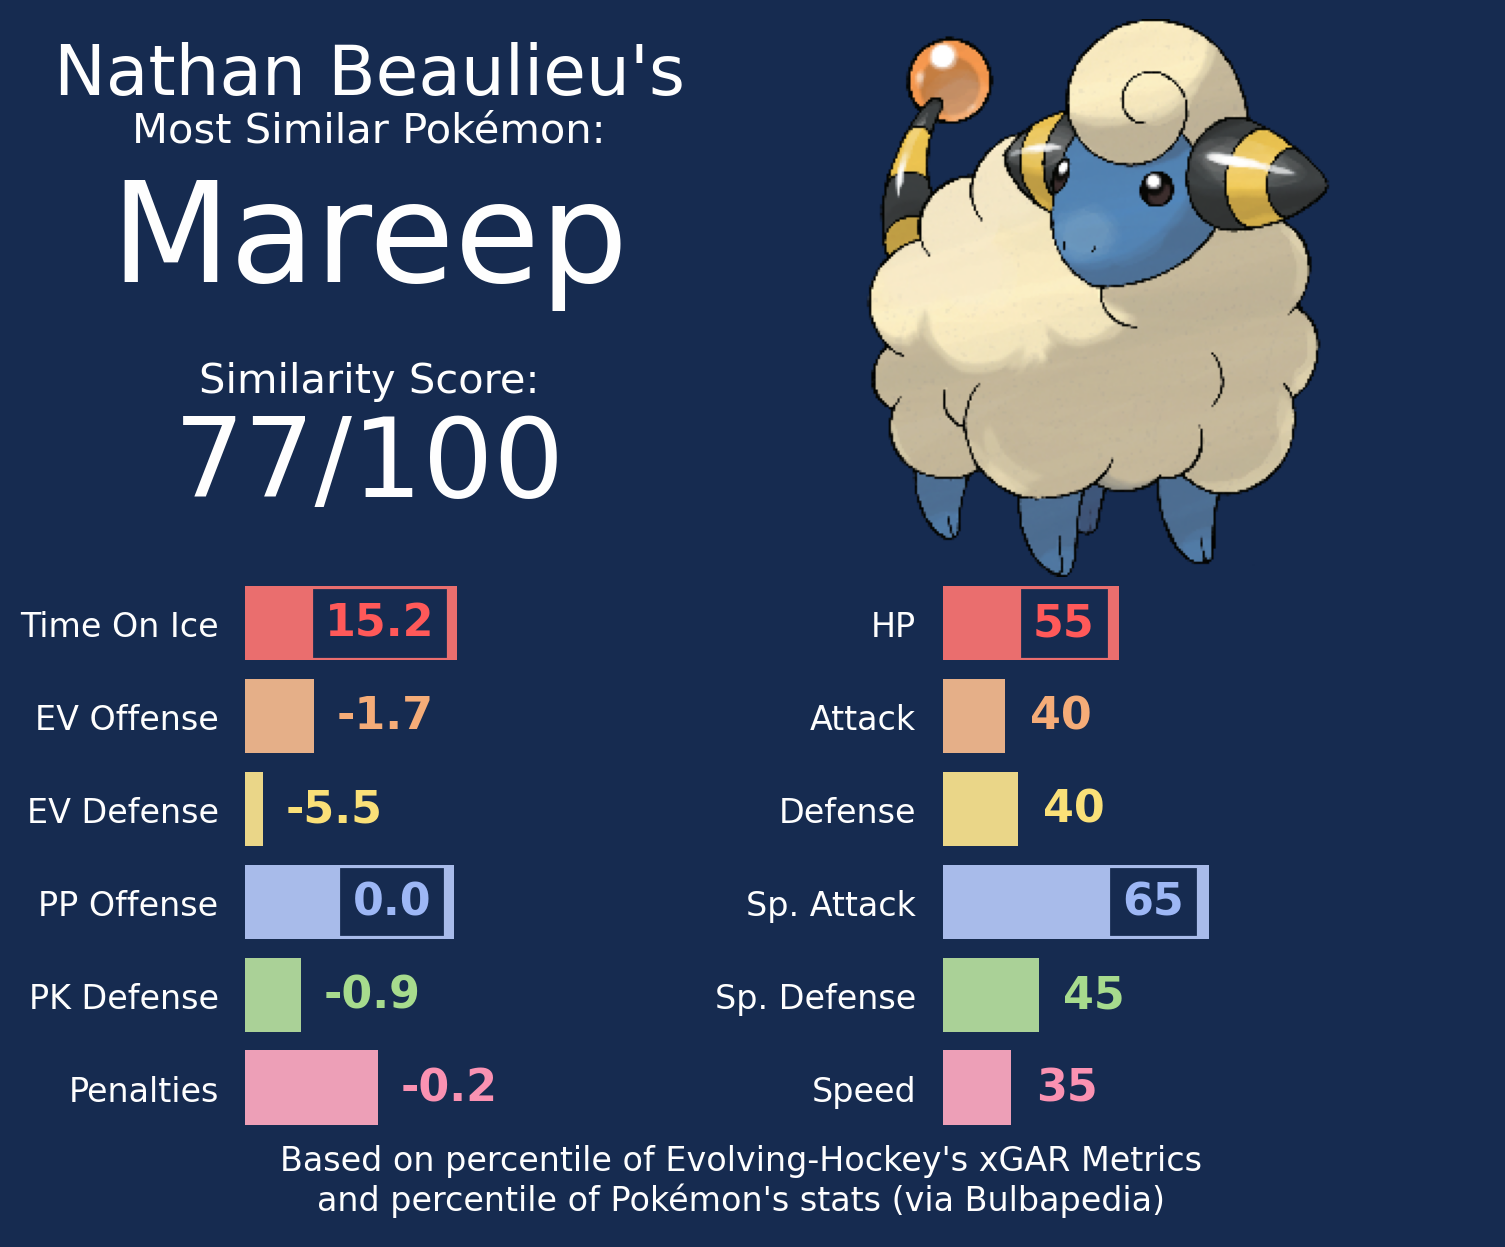 Nathan Beaulieu's
Most Similar Pokémon:
Mareep
Similarity Score:
77/100
Time On Ice 15.2
EV Offense -1.7
EV Defense -5.5
PP Offense 0.0
PK Defense -0.9
Penalties -0.2
HP 55
Attack 40
Defense 40
Sp. Attack 65
Sp. Defense 45
Speed 35
Based on percentile of Evolving-Hockey's xGAR Metrics
and percentile of Pokémon's stats (via Bulbapedia)